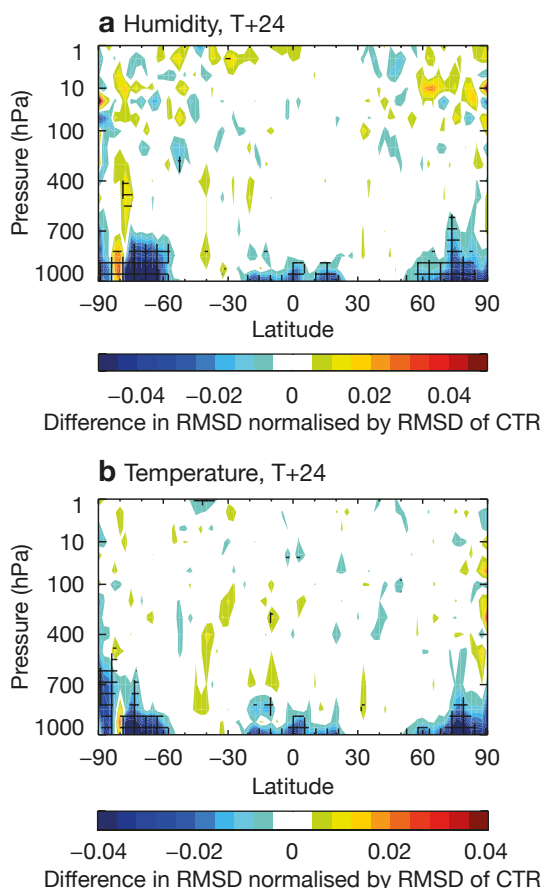 a Humidity, T+24
Pressure (hPa)
1
10
100
400
700
1000
−90 −60 −30 0 30 60 90
Latitude
−0.04 −0.02 0 0.02 0.04
Difference in RMSD normalised by RMSD of CTR
b Temperature, T+24
Pressure (hPa)
1
10
100
400
700
1000
−90 −60 −30 0 30 60 90
Latitude
−0.04 −0.02 0 0.02 0.04
Difference in RMSD normalised by RMSD of CTR